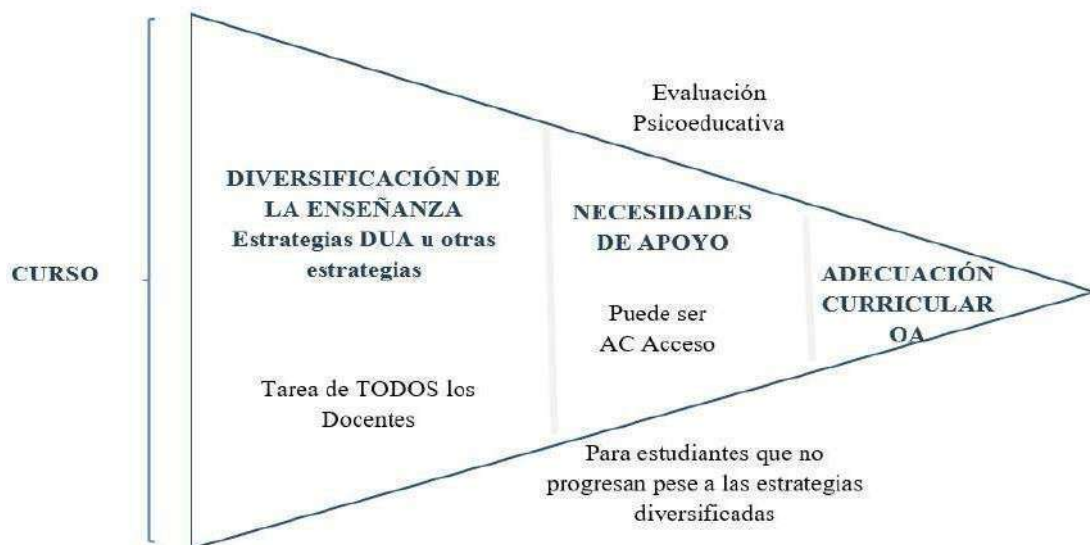 CURSO
DIVERSIFICACIÓN DE
LA ENSEÑANZA
Estrategias DUA u otras
estrategias
Tarea de TODOS los
Docentes
Evaluación
Psicoeducativa
NECESIDADES
DE APOYO
Puede ser
AC Acceso
Para estudiantes que no
progresan pese a las estrategias
diversificadas
ADECUACIÓN
CURRICULAR
OA